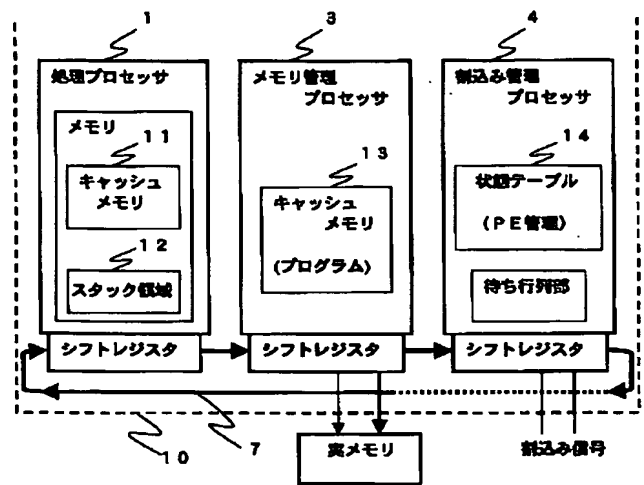 1
3
4
処理プロセッサ
メモリ
11
キャッシュ
メモリ
12
スタック領域
シフトレジスタ
メモリ管理
プロセッサ
13
キャッシュ
メモリ
(プログラム)
シフトレジスタ
割込み管理
プロセッサ
14
状態テーブル
(PE管理)
待ち行列部
シフトレジスタ
10
7
実メモリ
割込み信号